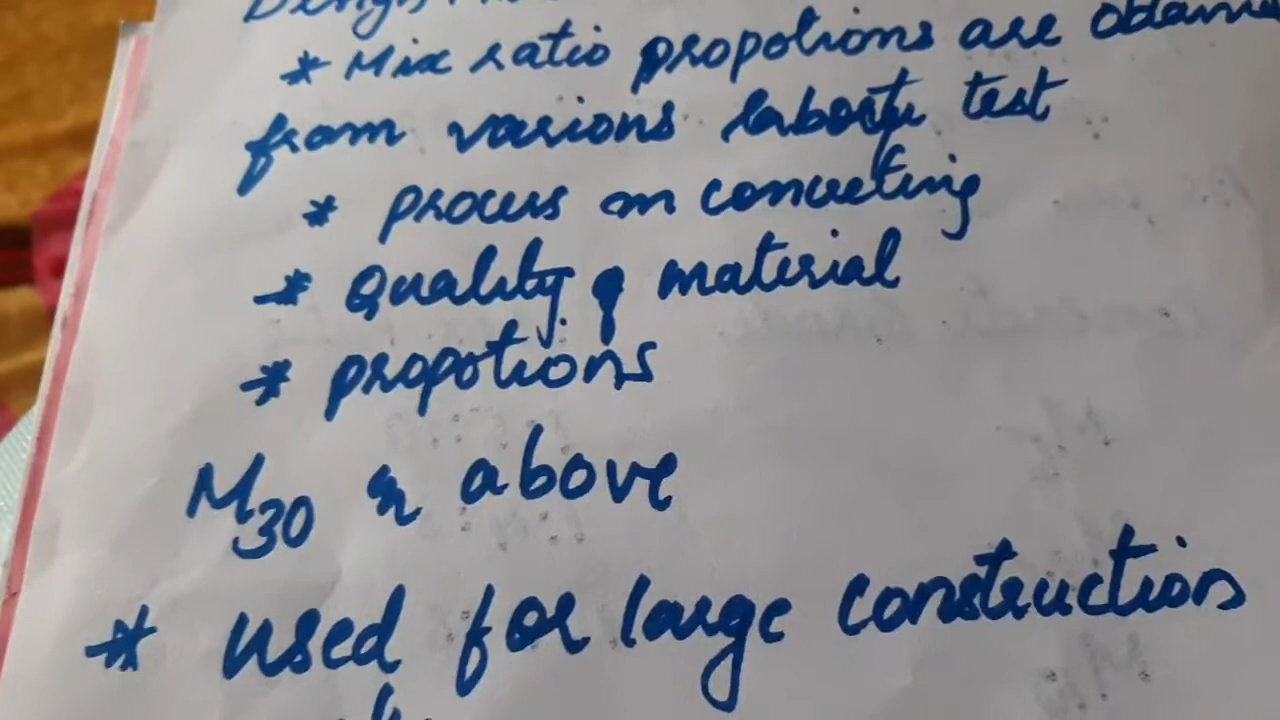 Design
* Mix ratio propotions are
from various test
* process on concreting
* Quality of material
* propotions
M30 & above
* used for large construction